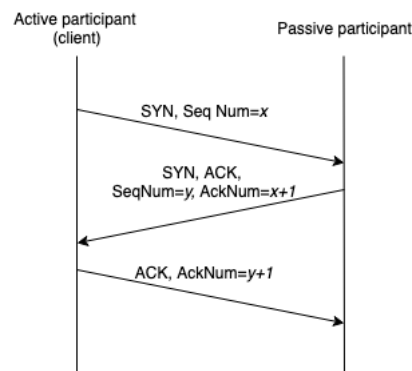 Active participant
(client)
Passive participant
SYN, Seq Num=x
SYN, ACK,
SeqNum=y, AckNum=x+1
ACK, AckNum=y+1